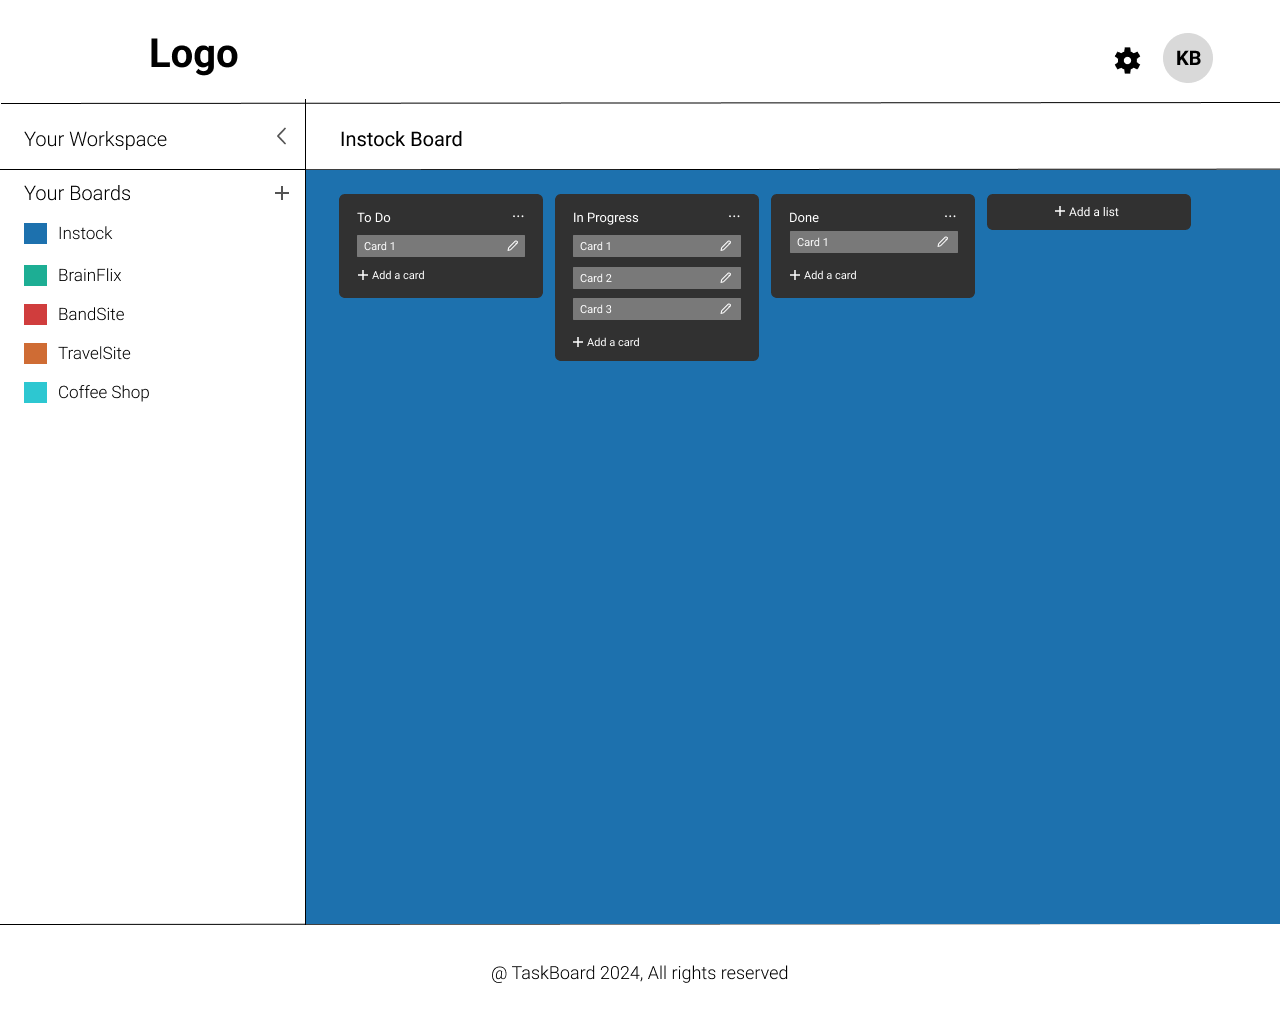 Logo
KB
Your Workspace
Instock Board
Your Boards
Instock
BrainFlix
BandSite
TravelSite
Coffee Shop
To Do
Card 1
Add a card
In Progress
Card 1
Card 2
Card 3
Add a card
Done
Card 1
Add a card
Add a list
@ TaskBoard 2024, All rights reserved